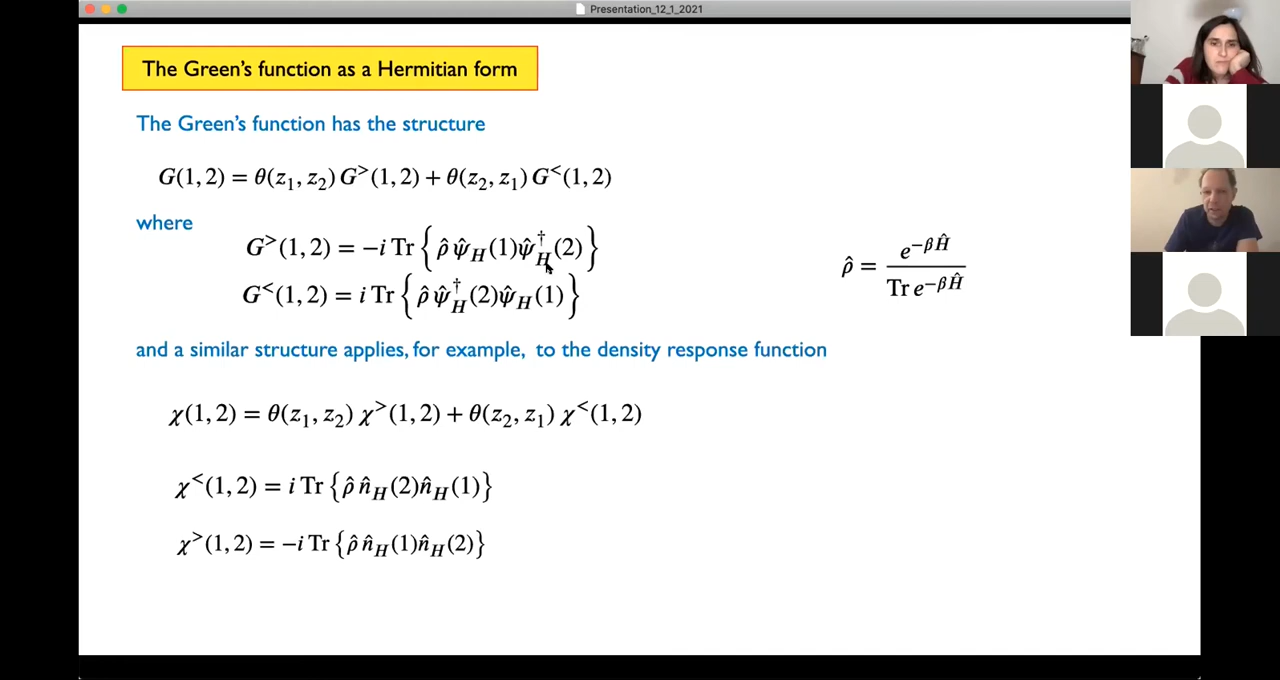 Presentation_12_1_2021
The Green's function as a Hermitian form
The Green's function has the structure
G(1, 2) = θ(z₁, z₂) G^>(1, 2) + θ(z₂, z₁) G^<(1, 2)
where
G^>(1, 2) = −i Tr { ρ̂ ψ̂_H(1) ψ̂_H^†(2) }
G^<(1, 2) = i Tr { ρ̂ ψ̂_H^†(2) ψ̂_H(1) }
ρ̂ = e^{−βĤ} / Tr e^{−βĤ}
and a similar structure applies, for example, to the density response function
χ(1, 2) = θ(z₁, z₂) χ^>(1, 2) + θ(z₂, z₁) χ^<(1, 2)
χ^<(1, 2) = i Tr { ρ̂ n̂_H(2) n̂_H(1) }
χ^>(1, 2) = −i Tr { ρ̂ n̂_H(1) n̂_H(2) }